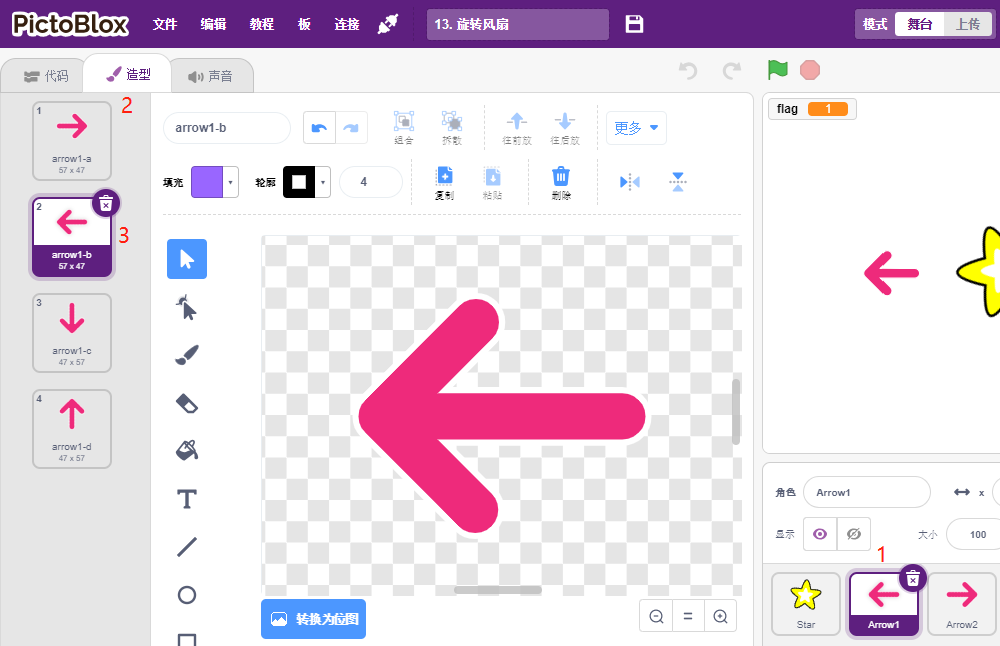 PictoBlox 文件 编辑 教程 板 连接 13. 旋转风扇 模式 舞台 上传
代码 造型 声音
flag 1
1
arrow1-a
57 x 47
2
2
arrow1-b
57 x 47
3
3
arrow1-c
47 x 57
4
arrow1-d
47 x 57
arrow1-b 组合 拆散 往前放 往后放 更多
填充 轮廓 4 复制 粘贴 删除
T
转换为位图
角色 Arrow1 x
显示 大小 100
1
Star Arrow1 Arrow2